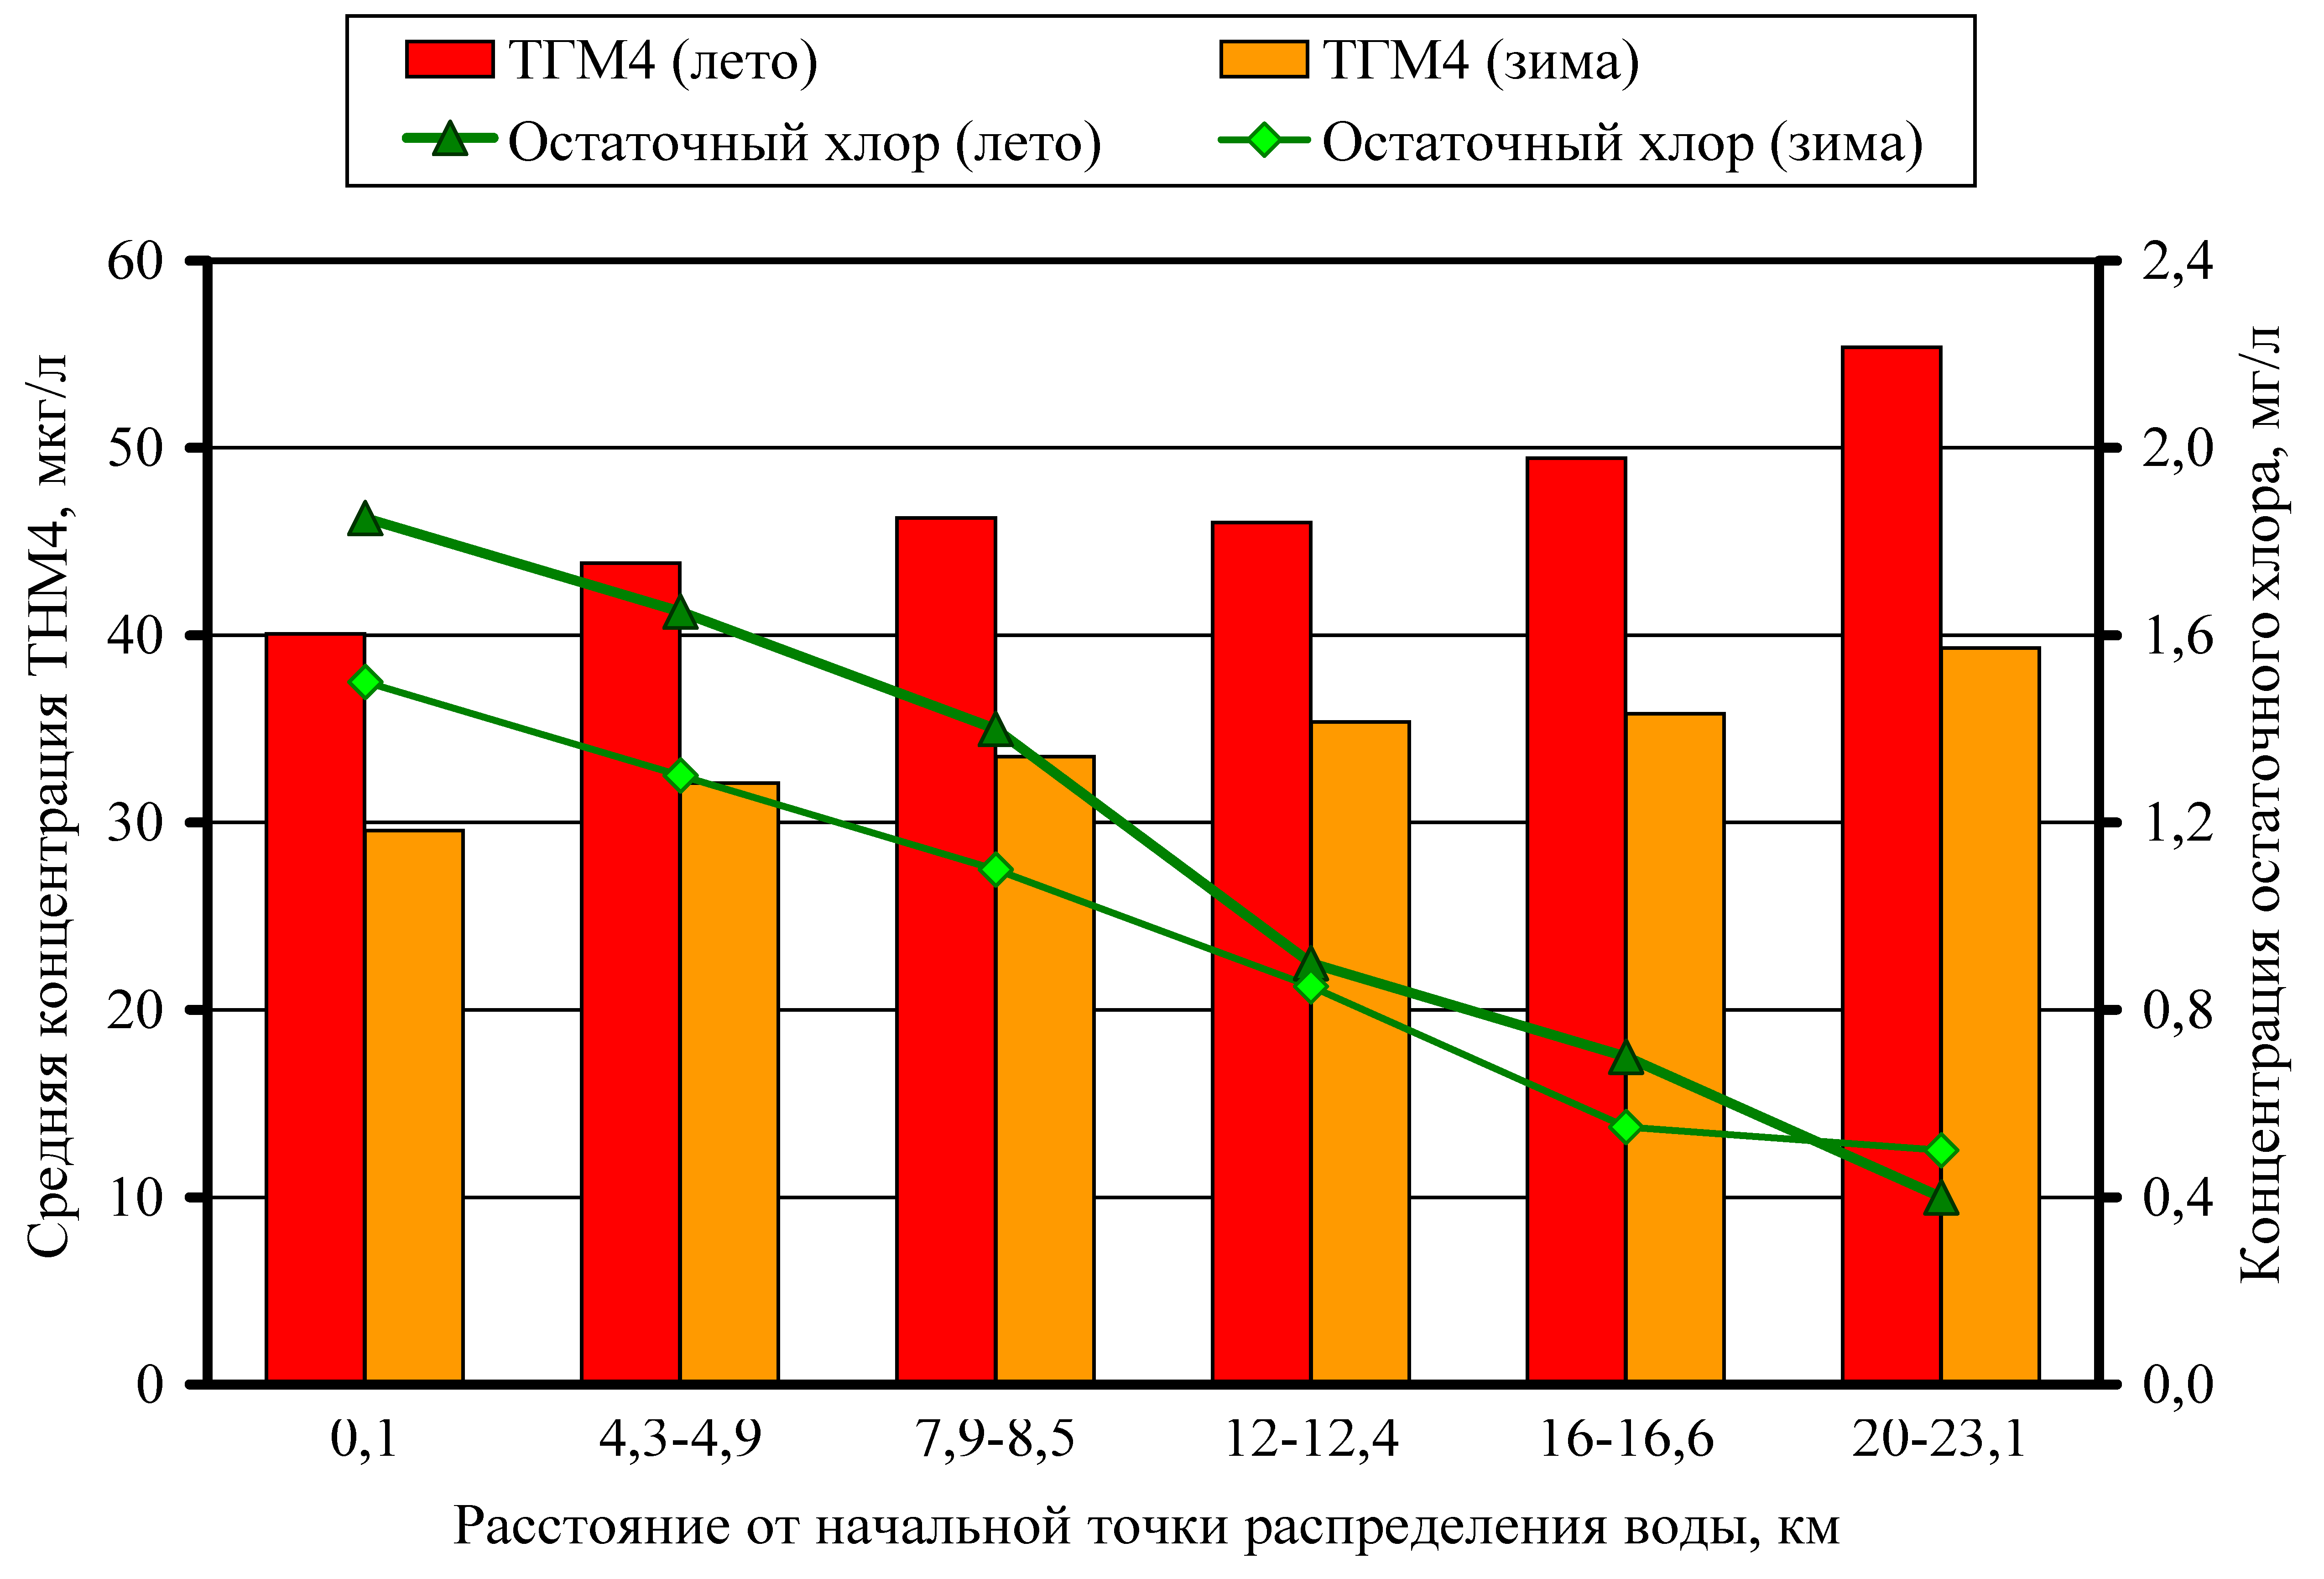 ТГМ4 (лето)
ТГМ4 (зима)
Остаточный хлор (лето)
Остаточный хлор (зима)
Средняя концентрация ТНМ4, мкг/л
60
50
40
30
20
10
0
2,4
2,0
1,6
1,2
0,8
0,4
0,0
Концентрация остаточного хлора, мг/л
0,1
4,3-4,9
7,9-8,5
12-12,4
16-16,6
20-23,1
Расстояние от начальной точки распределения воды, км